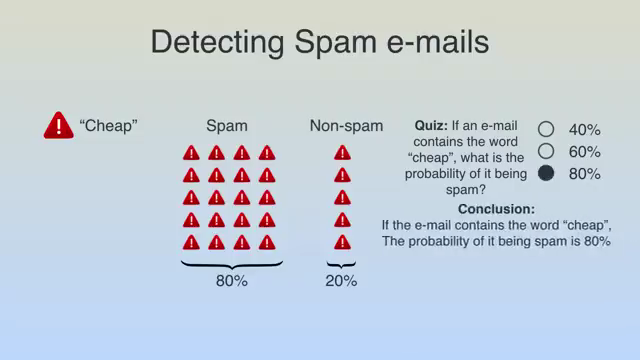 Detecting Spam e-mails
“Cheap”
Spam
Non-spam
80%
20%
Quiz: If an e-mail
contains the word
“cheap”, what is the
probability of it being
spam?
40%
60%
80%
Conclusion:
If the e-mail contains the word “cheap”,
The probability of it being spam is 80%